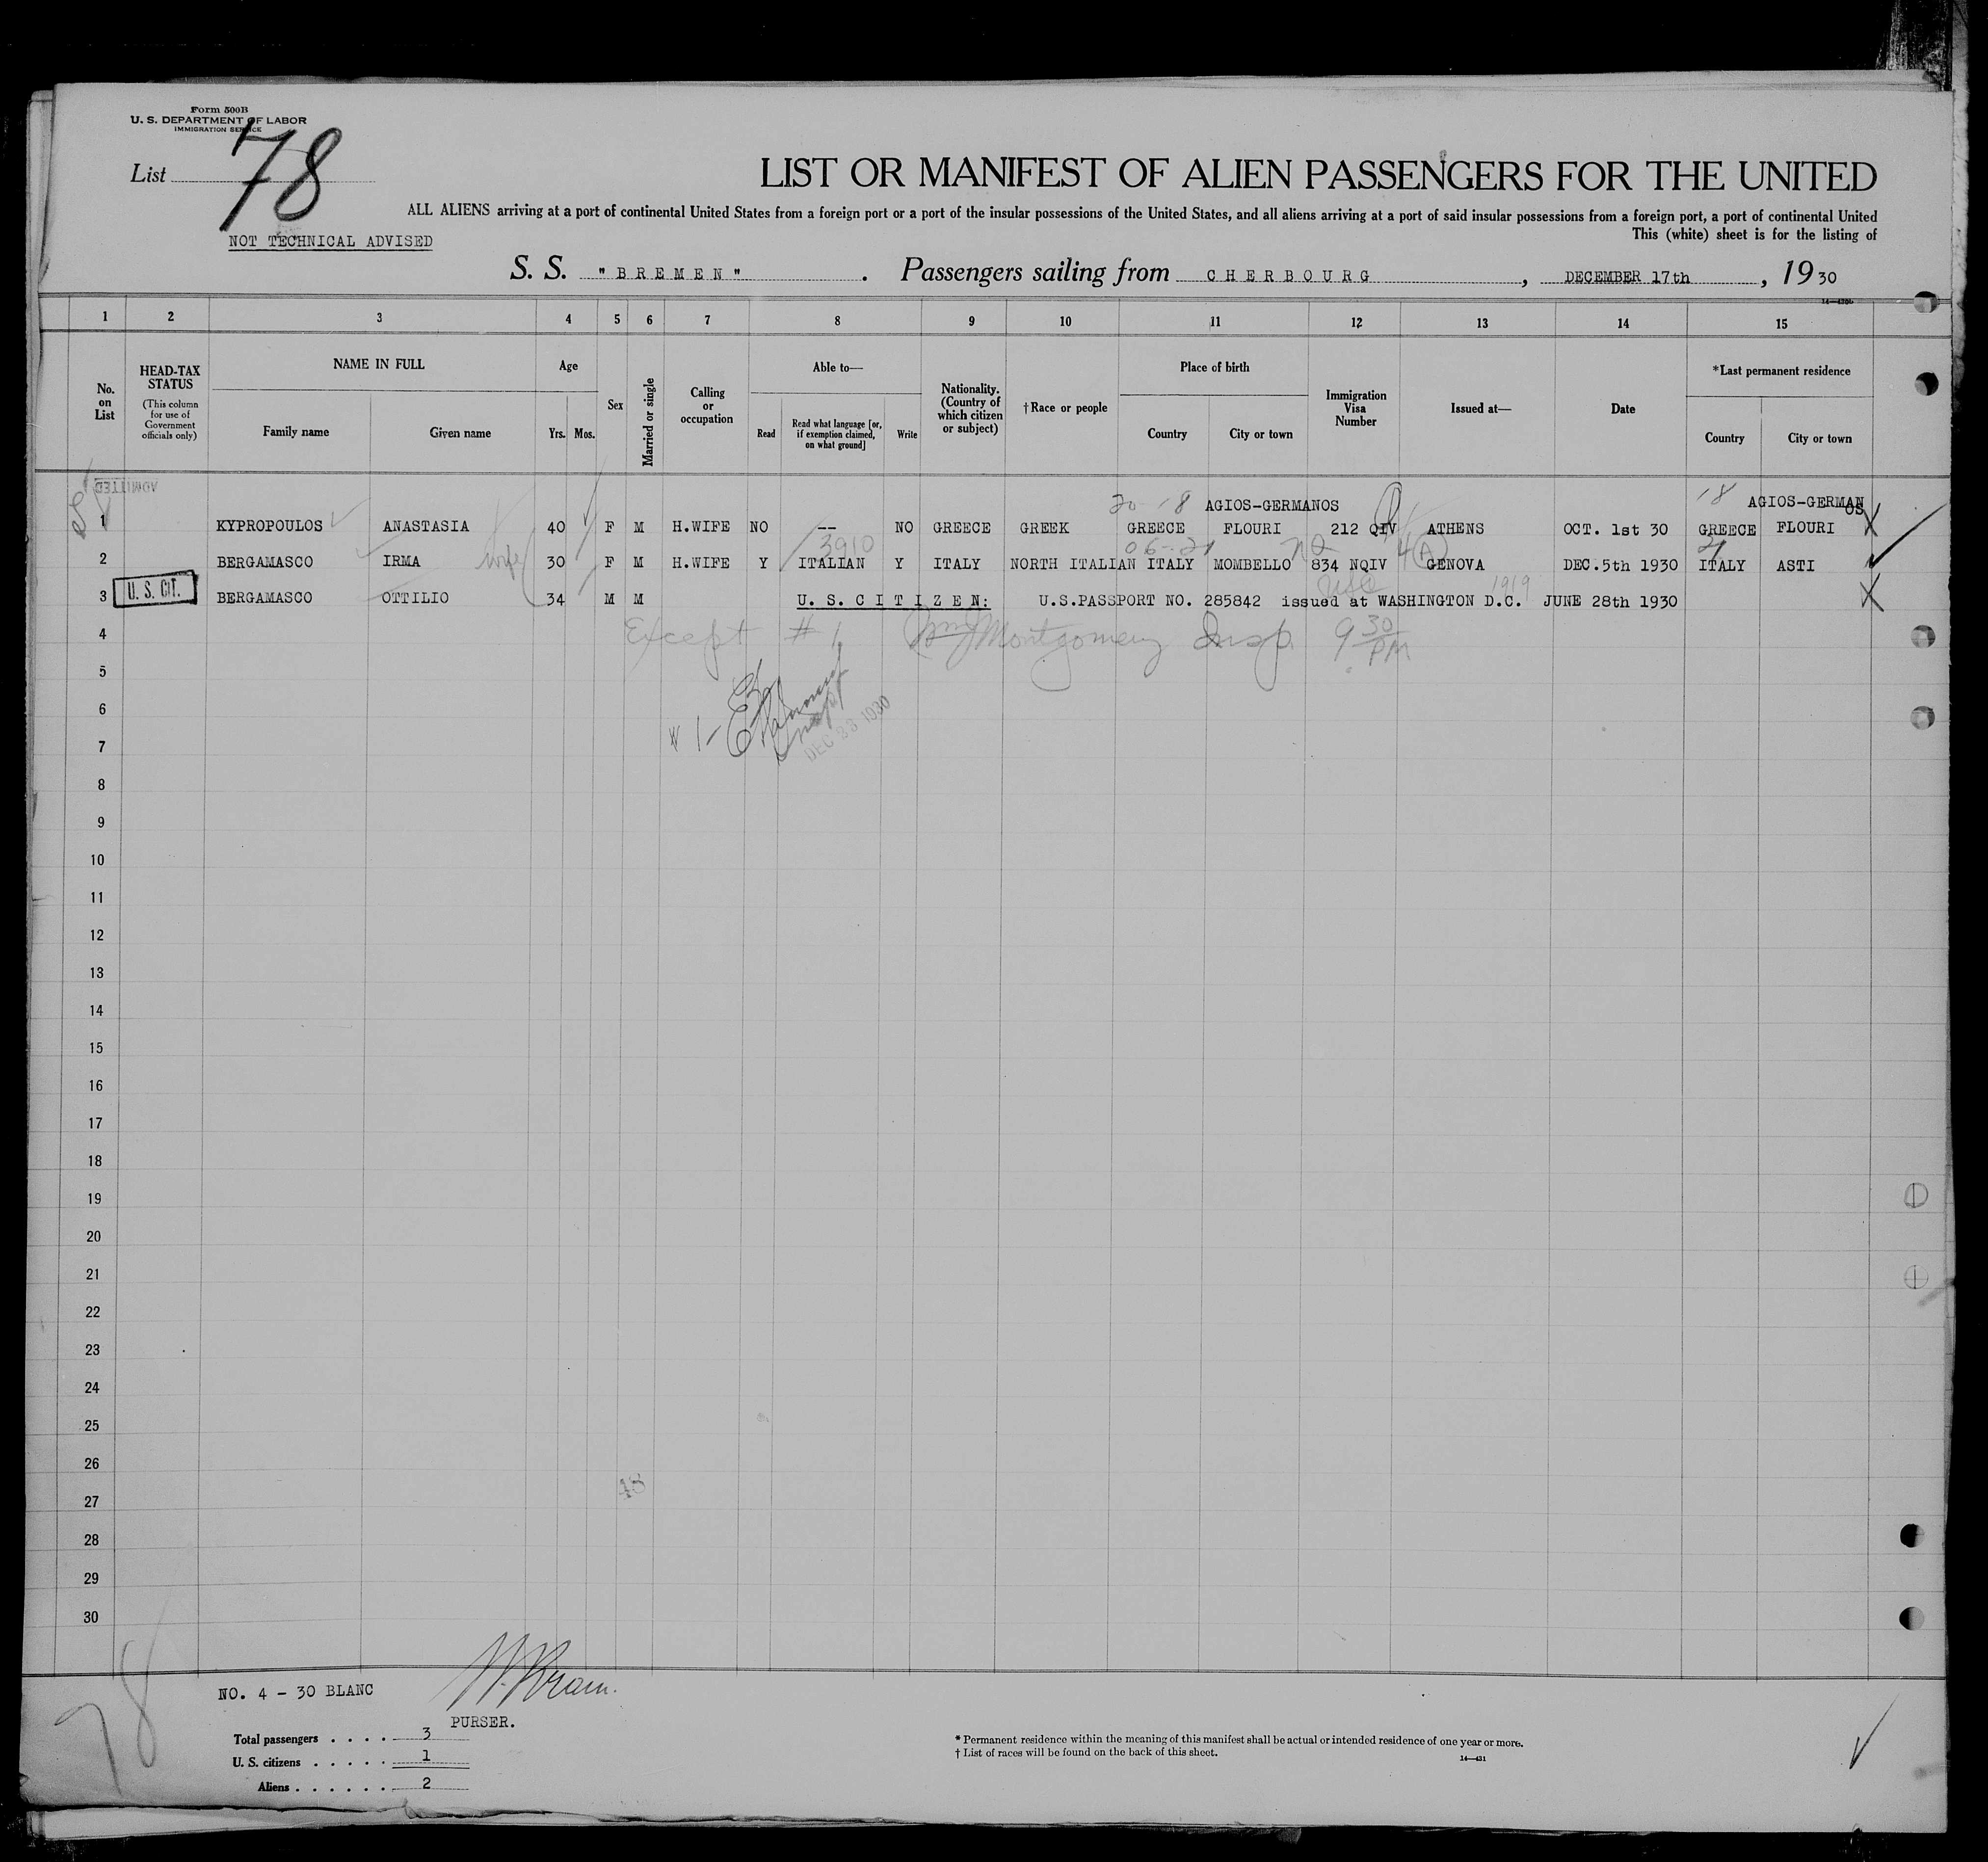 Form 500B
U. S. DEPARTMENT OF LABOR
IMMIGRATION SERVICE
List 78
LIST OR MANIFEST OF ALIEN PASSENGERS FOR THE UNITED
ALL ALIENS arriving at a port of continental United States from a foreign port or a port of the insular possessions of the United States, and all aliens arriving at a port of said insular possessions from a foreign port, a port of continental United
This (white) sheet is for the listing of
NOT TECHNICAL ADVISED
S. S. "BREMEN". Passengers sailing from CHERBOURG, DECEMBER 17th, 1930
1 2 3 4 5 6 7 8 9 10 11 12 13 14 15
No. on List
HEAD-TAX STATUS (This column for use of Government officials only)
NAME IN FULL
Family name Given name
Age
Yrs. Mos.
Sex
Married or single
Calling or occupation
Able to—
Read
Read what language [or, if exemption claimed, on what ground]
Write
Nationality. (Country of which citizen or subject)
†Race or people
Place of birth
Country City or town
Immigration Visa Number
Issued at—
Date
*Last permanent residence
Country City or town
ADMITTED
20-18 AGIOS-GERMANOS 18 AGIOS-GERMANOS
1 KYPROPOULOS ANASTASIA 40 F M H.WIFE NO -- NO GREECE GREEK GREECE FLOURI 212 QIV ATHENS OCT. 1st 30 GREECE FLOURI X
3910
2 BERGAMASCO IRMA wife 30 F M H.WIFE Y ITALIAN Y ITALY NORTH ITALIAN ITALY MOMBELLO 834 NQIV GENOVA DEC.5th 1930 ITALY ASTI
1919
3 U. S. CIT. BERGAMASCO OTTILIO 34 M M U. S. CITIZEN: U.S.PASSPORT NO. 285842 issued at WASHINGTON D.C. JUNE 28th 1930 X
4 Except # 1 Montgomery Insp. 9 30 PM
5
6
DEC 23 1930
7
8
9
10
11
12
13
14
15
16
17
18
19
20
21
22
23
24
25
26
48
27
28
29
30
78
NO. 4 - 30 BLANC
PURSER.
Total passengers . . . . 3
U. S. citizens . . . . . 1
Aliens . . . . . . 2
* Permanent residence within the meaning of this manifest shall be actual or intended residence of one year or more.
† List of races will be found on the back of this sheet.
14—431